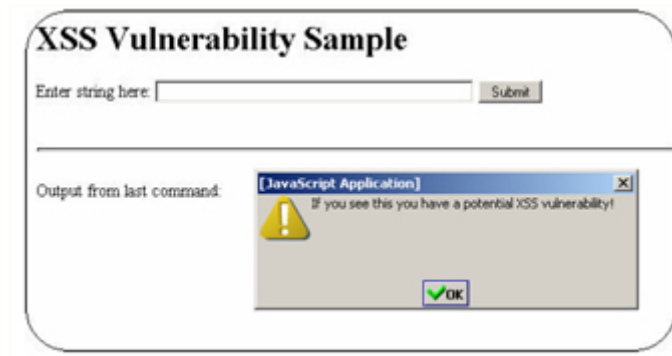 XSS Vulnerability Sample
Enter string here:
Submit
Output from last command:
[JavaScript Application]
If you see this you have a potential XSS vulnerability!
OK